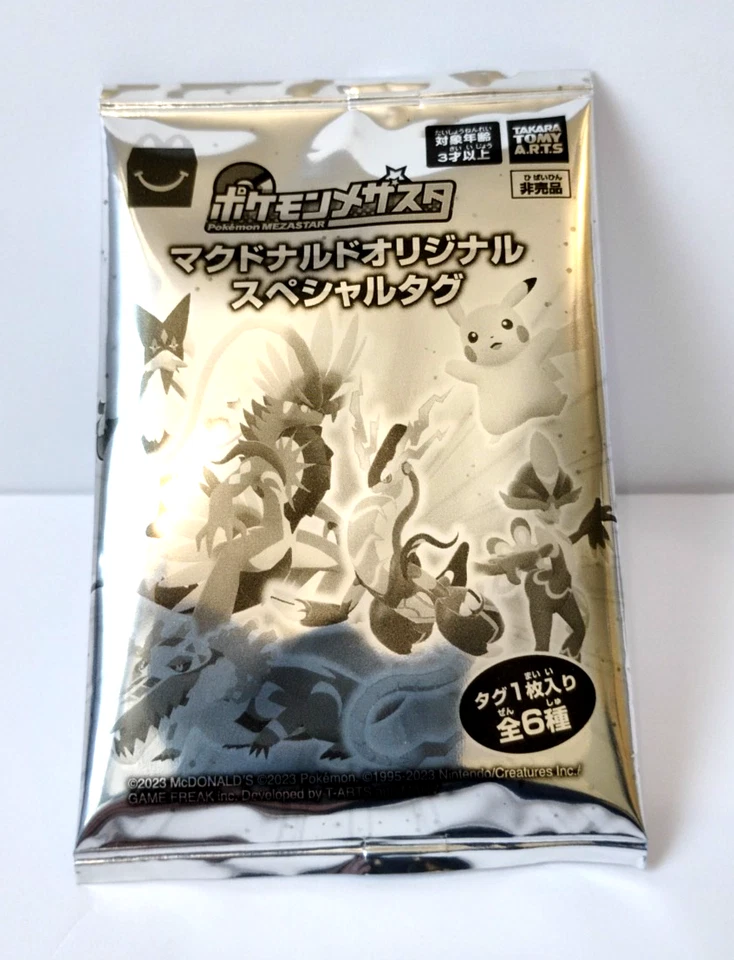 たいしょうねんれい
対象年齢
さい いじょう
3才以上
TAKARA
TOMY
A.R.T.S
ひ ばいひん
非売品
ポケモンメザスタ
Pokémon MEZASTAR
マクドナルドオリジナル
スペシャルタグ
まい い
タグ1枚入り
ぜん しゅ
全6種
©2023 McDONALD'S ©2023 Pokémon. ©1995-2023 Nintendo/Creatures Inc./
GAME FREAK inc. Developed by T-ARTS